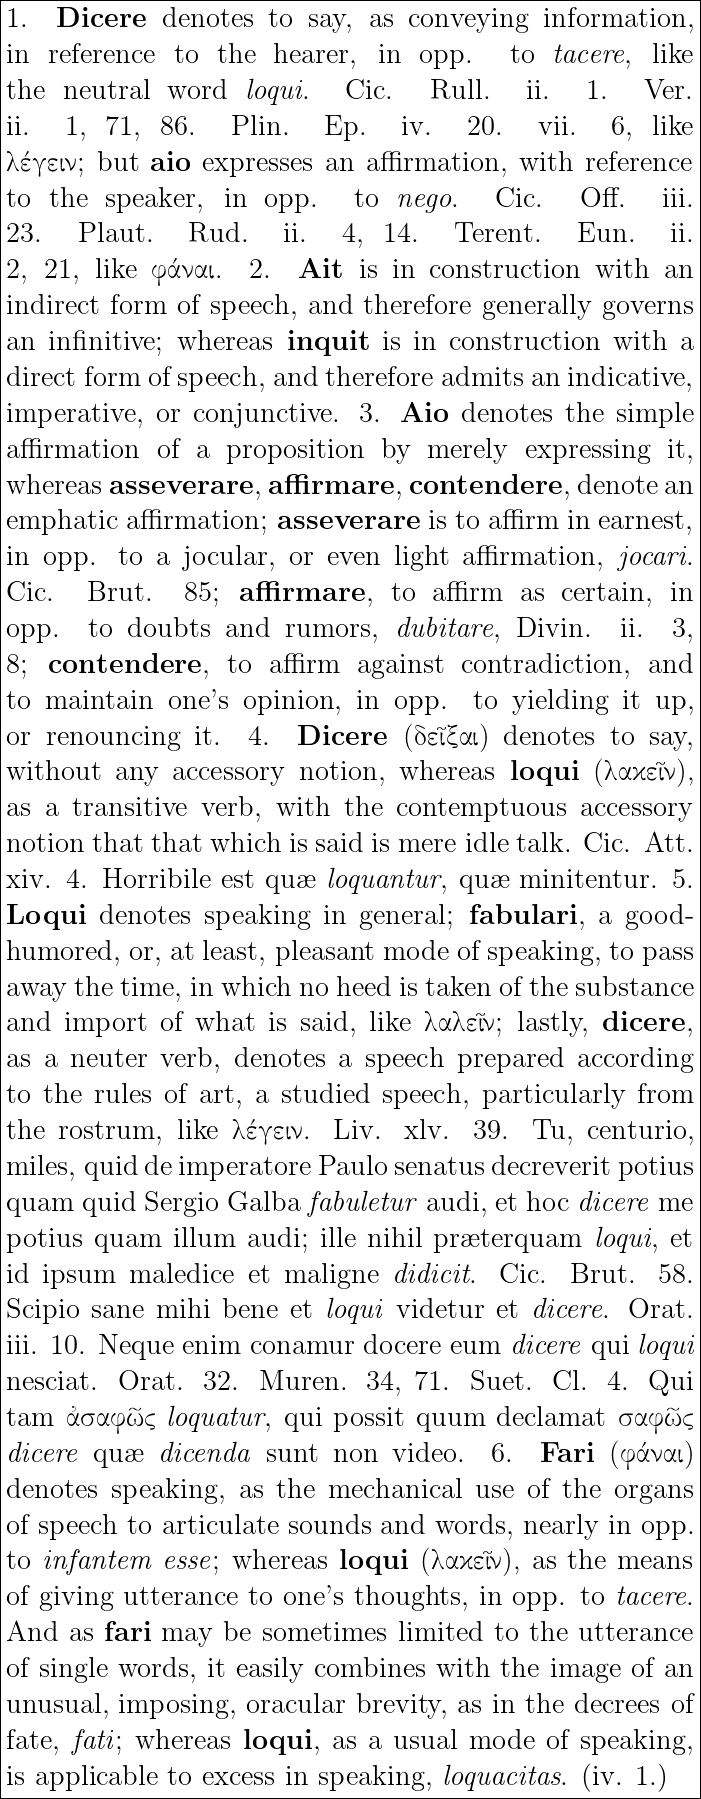 1. Dicere denotes to say, as conveying information,
in reference to the hearer, in opp. to tacere, like
the neutral word loqui. Cic. Rull. ii. 1. Ver.
ii. 1, 71, 86. Plin. Ep. iv. 20. vii. 6, like
λέγειν; but aio expresses an affirmation, with reference
to the speaker, in opp. to nego. Cic. Off. iii.
23. Plaut. Rud. ii. 4, 14. Terent. Eun. ii.
2, 21, like φάναι. 2. Ait is in construction with an
indirect form of speech, and therefore generally governs
an infinitive; whereas inquit is in construction with a
direct form of speech, and therefore admits an indicative,
imperative, or conjunctive. 3. Aio denotes the simple
affirmation of a proposition by merely expressing it,
whereas asseverare, affirmare, contendere, denote an
emphatic affirmation; asseverare is to affirm in earnest,
in opp. to a jocular, or even light affirmation, jocari.
Cic. Brut. 85; affirmare, to affirm as certain, in
opp. to doubts and rumors, dubitare, Divin. ii. 3,
8; contendere, to affirm against contradiction, and
to maintain one's opinion, in opp. to yielding it up,
or renouncing it. 4. Dicere (δεῖξαι) denotes to say,
without any accessory notion, whereas loqui (λακεῖν),
as a transitive verb, with the contemptuous accessory
notion that that which is said is mere idle talk. Cic. Att.
xiv. 4. Horribile est quæ loquantur, quæ minitentur. 5.
Loqui denotes speaking in general; fabulari, a good-
humored, or, at least, pleasant mode of speaking, to pass
away the time, in which no heed is taken of the substance
and import of what is said, like λαλεῖν; lastly, dicere,
as a neuter verb, denotes a speech prepared according
to the rules of art, a studied speech, particularly from
the rostrum, like λέγειν. Liv. xlv. 39. Tu, centurio,
miles, quid de imperatore Paulo senatus decreverit potius
quam quid Sergio Galba fabuletur audi, et hoc dicere me
potius quam illum audi; ille nihil præterquam loqui, et
id ipsum maledice et maligne didicit. Cic. Brut. 58.
Scipio sane mihi bene et loqui videtur et dicere. Orat.
iii. 10. Neque enim conamur docere eum dicere qui loqui
nesciat. Orat. 32. Muren. 34, 71. Suet. Cl. 4. Qui
tam ἀσαφῶς loquatur, qui possit quum declamat σαφῶς
dicere quæ dicenda sunt non video. 6. Fari (φάναι)
denotes speaking, as the mechanical use of the organs
of speech to articulate sounds and words, nearly in opp.
to infantem esse; whereas loqui (λακεῖν), as the means
of giving utterance to one's thoughts, in opp. to tacere.
And as fari may be sometimes limited to the utterance
of single words, it easily combines with the image of an
unusual, imposing, oracular brevity, as in the decrees of
fate, fati; whereas loqui, as a usual mode of speaking,
is applicable to excess in speaking, loquacitas. (iv. 1.)